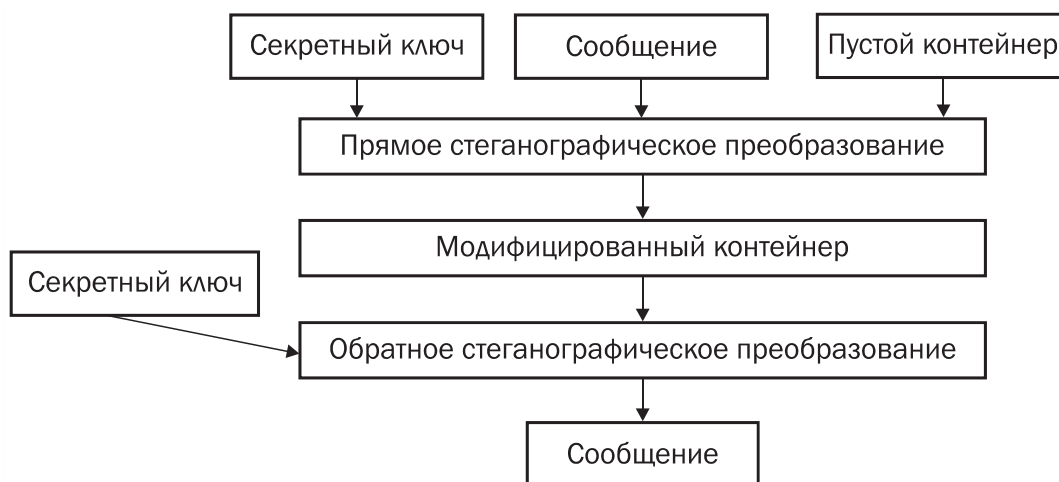 Секретный ключ
Сообщение
Пустой контейнер
Прямое стеганографическое преобразование
Модифицированный контейнер
Секретный ключ
Обратное стеганографическое преобразование
Сообщение